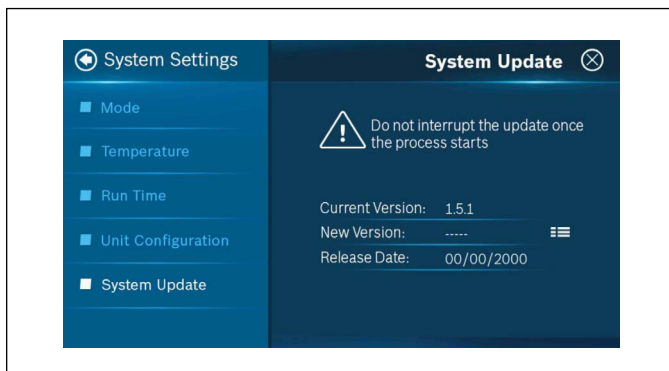 System Settings
Mode
Temperature
Run Time
Unit Configuration
System Update
System Update
Do not interrupt the update once
the process starts
Current Version: 1.5.1
New Version: -----
Release Date: 00/00/2000